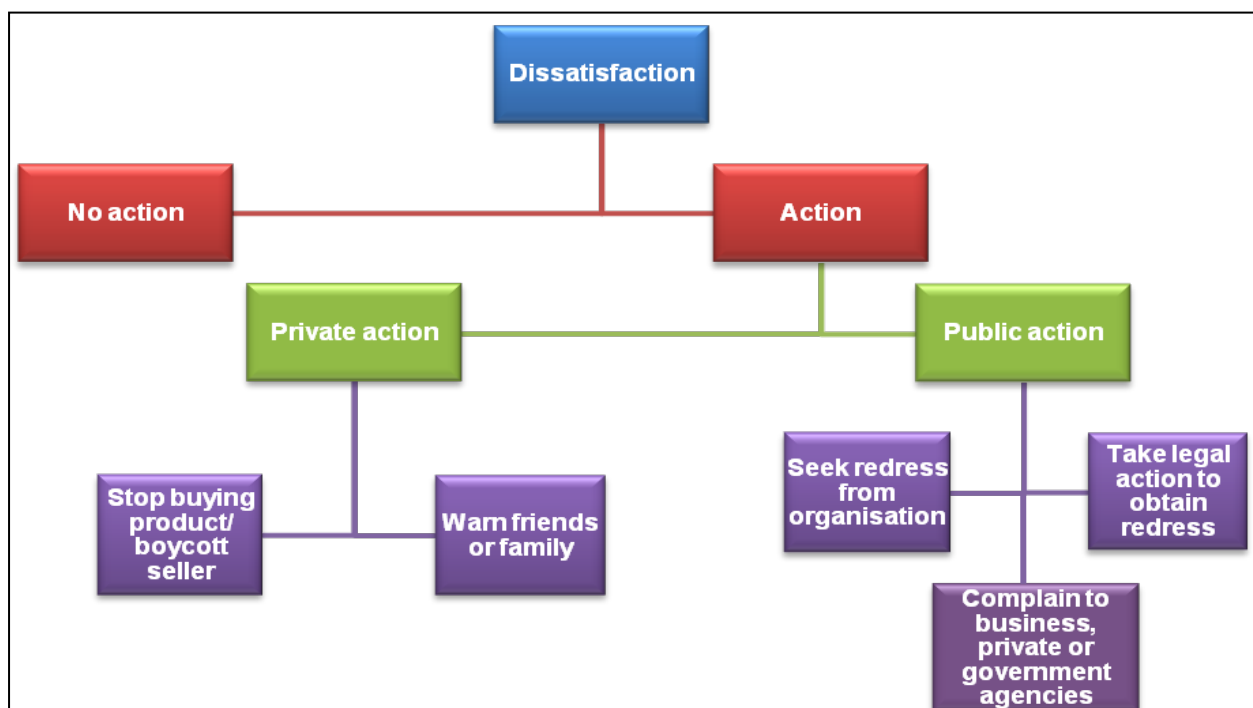 Dissatisfaction
No action
Action
Private action
Public action
Stop buying
product/
boycott
seller
Warn friends
or family
Seek redress
from
organisation
Take legal
action to
obtain
redress
Complain to
business,
private or
government
agencies